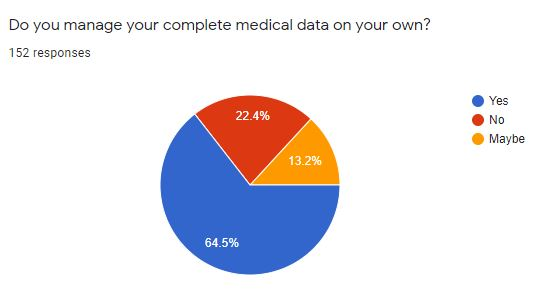 Do you manage your complete medical data on your own?
152 responses
Yes
No
Maybe
22.4%
13.2%
64.5%